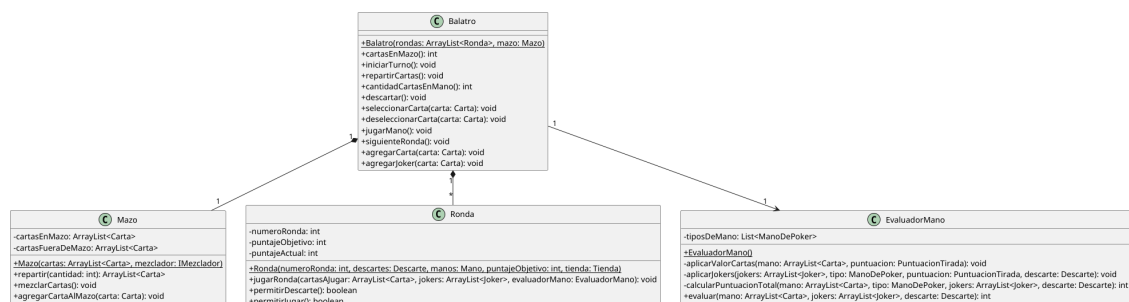 C Balatro
+Balatro(rondas: ArrayList<Ronda>, mazo: Mazo)
+cartasEnMazo(): int
+iniciarTurno(): void
+repartirCartas(): void
+cantidadCartasEnMano(): int
+descartar(): void
+seleccionarCarta(carta: Carta): void
+deseleccionarCarta(carta: Carta): void
+jugarMano(): void
+siguienteRonda(): void
+agregarCarta(carta: Carta): void
+agregarJoker(carta: Carta): void
1
1
1
1
*
1
C Mazo
-cartasEnMazo: ArrayList<Carta>
-cartasFueraDeMazo: ArrayList<Carta>
+Mazo(cartas: ArrayList<Carta>, mezclador: IMezclador)
+repartir(cantidad: int): ArrayList<Carta>
+mezclarCartas(): void
+agregarCartaAlMazo(carta: Carta): void
C Ronda
-numeroRonda: int
-puntajeObjetivo: int
-puntajeActual: int
+Ronda(numeroRonda: int, descartes: Descarte, manos: Mano, puntajeObjetivo: int, tienda: Tienda)
+jugarRonda(cartasAJugar: ArrayList<Carta>, jokers: ArrayList<Joker>, evaluadorMano: EvaluadorMano): void
+permitirDescarte(): boolean
+permitirJugar(): boolean
C EvaluadorMano
-tiposDeMano: List<ManoDePoker>
+EvaluadorMano()
-aplicarValorCartas(mano: ArrayList<Carta>, puntuacion: PuntuacionTirada): void
-aplicarJokers(jokers: ArrayList<Joker>, tipo: ManoDePoker, puntuacion: PuntuacionTirada, descarte: Descarte): void
-calcularPuntuacionTotal(mano: ArrayList<Carta>, tipo: ManoDePoker, jokers: ArrayList<Joker>, descarte: Descarte): int
+evaluar(mano: ArrayList<Carta>, jokers: ArrayList<Joker>, descarte: Descarte): int